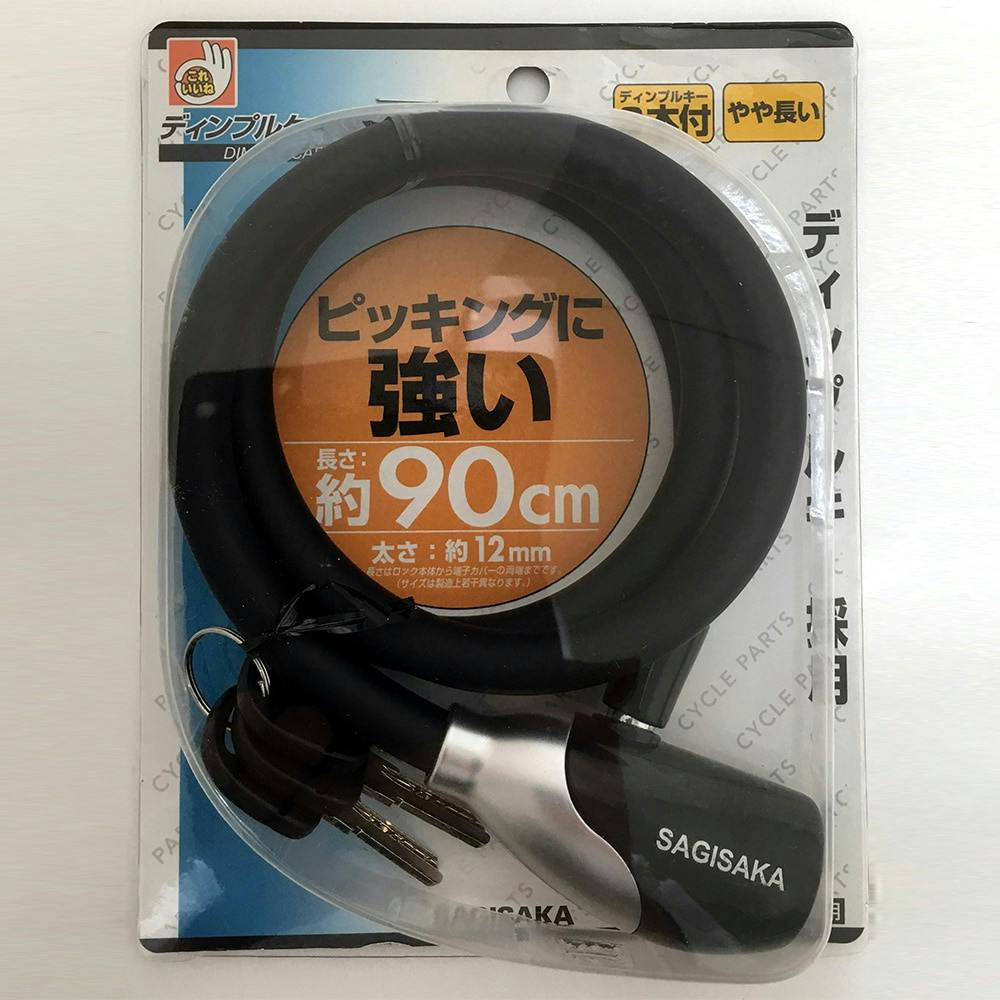 これ
いいね
ディンプルキー
やや長い
CYCLE PARTS
ピッキングに
強い
長さ:
約90cm
太さ：約12mm
長さはロック本体から端子カバーの両端までです。
(サイズは製造上若干異なります。)
ディンプルキー 採用
SAGISAKA
SAGISAKA